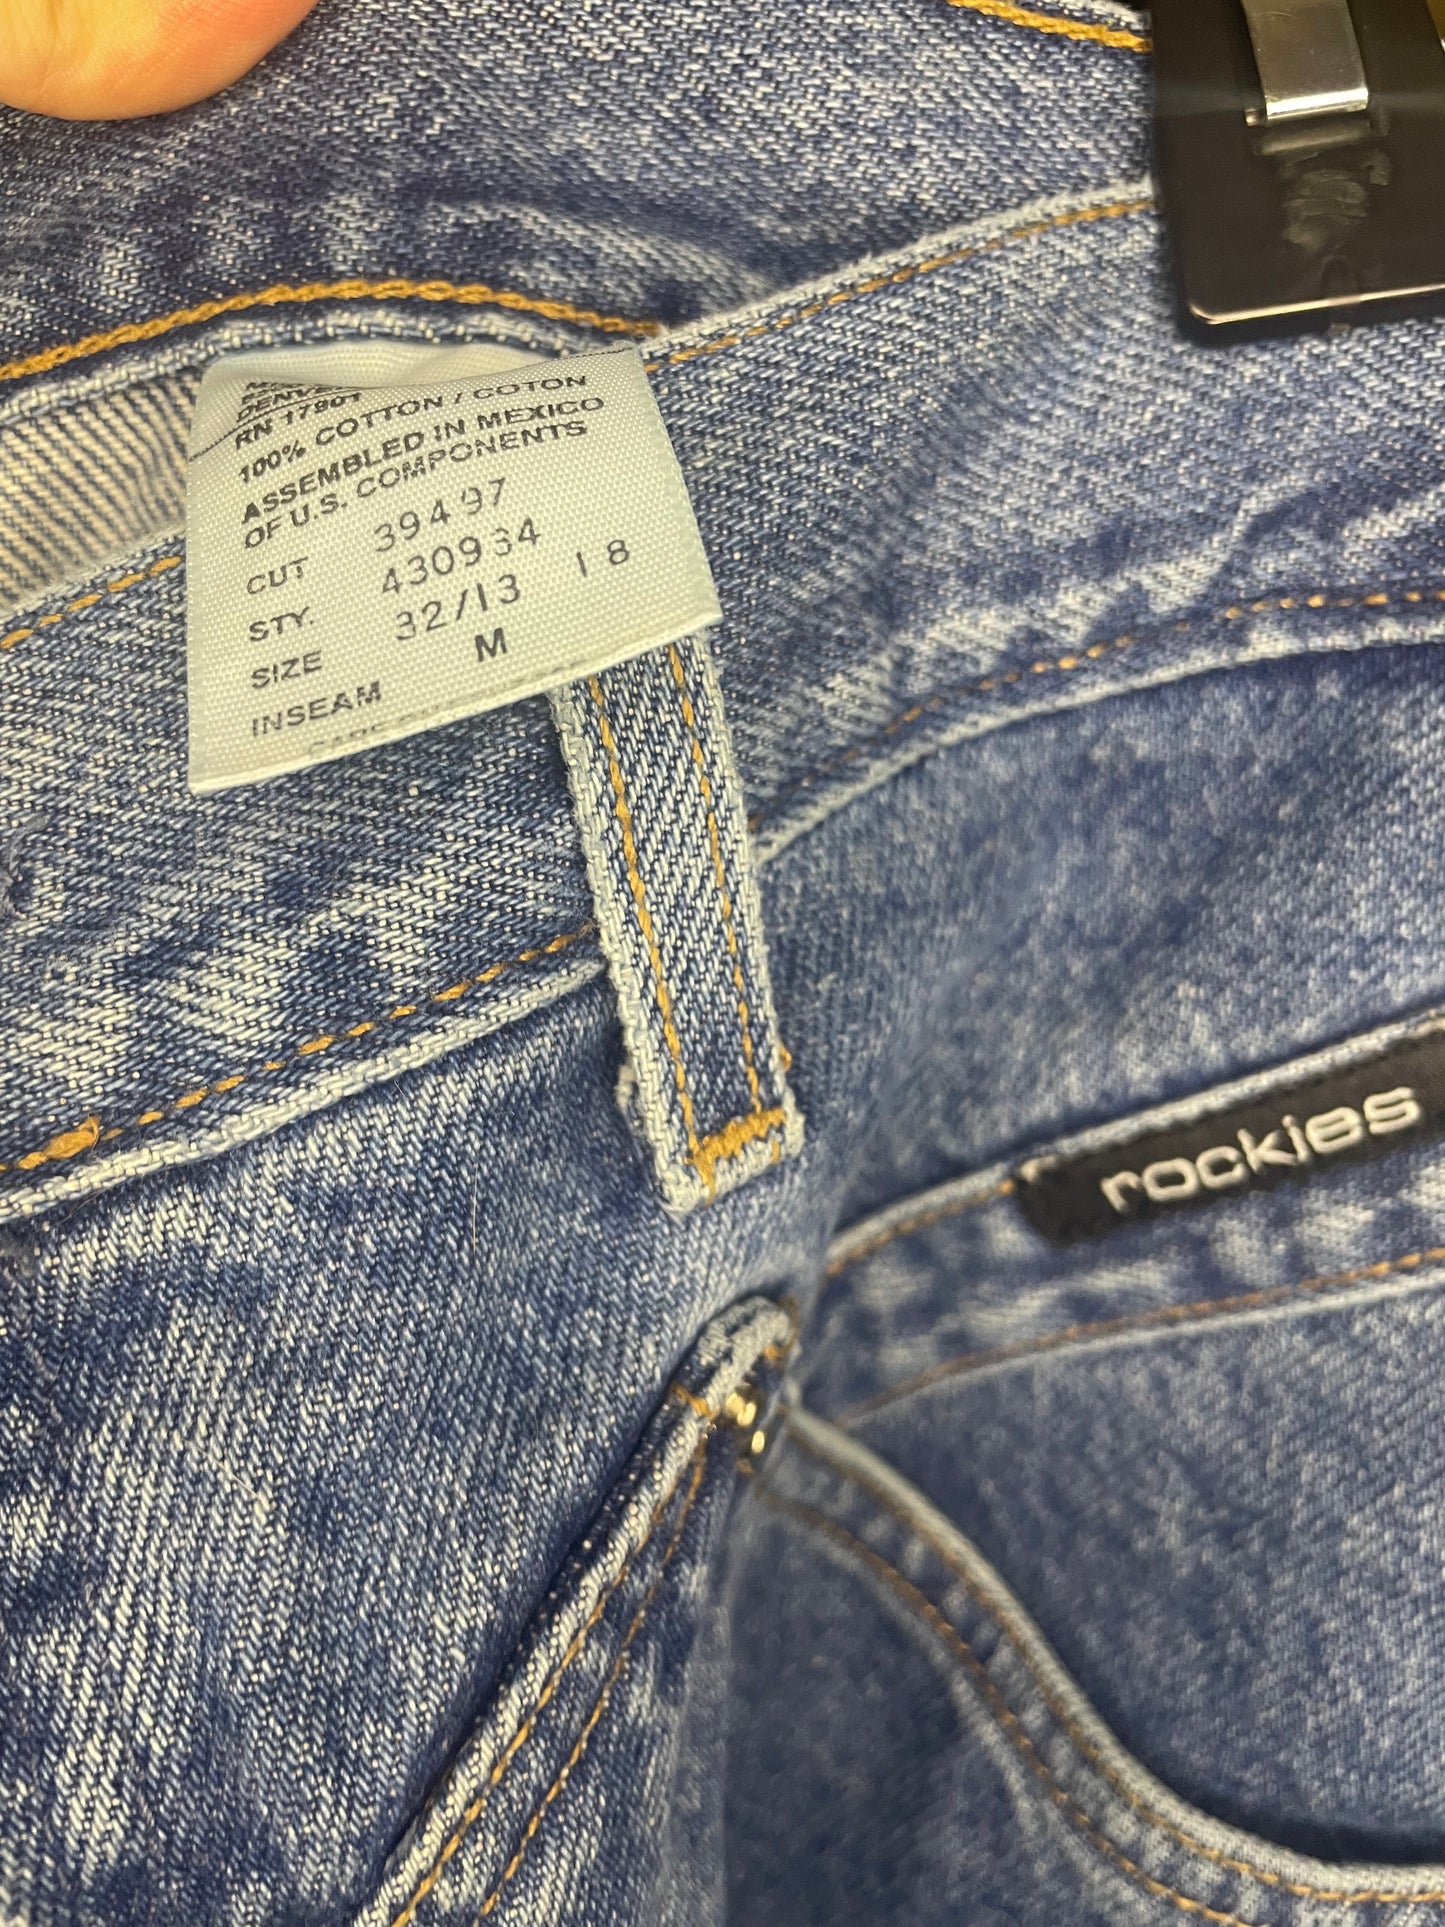 RN 17901
100% COTTON / COTON
ASSEMBLED IN MEXICO
OF U.S. COMPONENTS
CUT 39497
STY. 430934 18
SIZE 32/13
INSEAM M
rockies